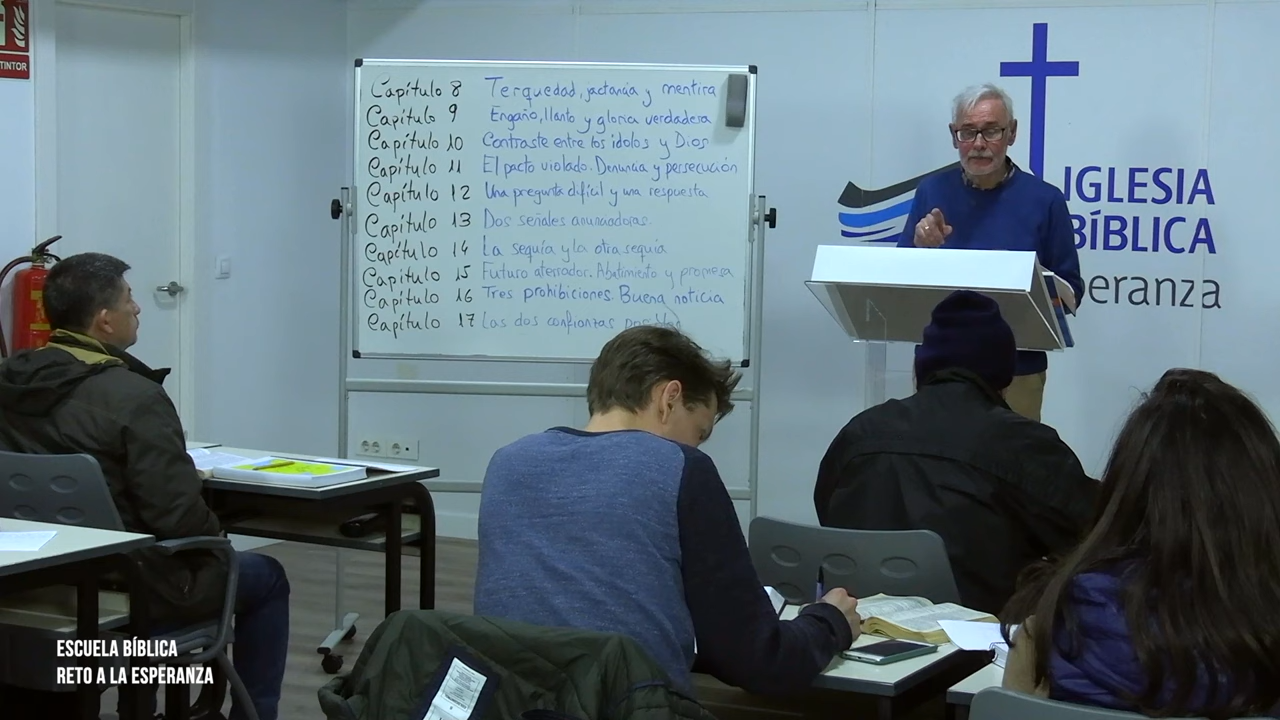 TINTOR
Capítulo 8 Terquedad, jactancia y mentira
Capítulo 9 Engaño, llanto y gloria verdadera
Capítulo 10 Contraste entre los ídolos y Dios
Capítulo 11 El pacto violado. Denuncia y persecución
Capítulo 12 Una pregunta difícil y una respuesta
Capítulo 13 Dos señales anunciadoras.
Capítulo 14 La sequía y la otra sequía
Capítulo 15 Futuro aterrador. Abatimiento y promesa
Capítulo 16 Tres prohibiciones. Buena noticia
Capítulo 17 Las dos confianzas
IGLESIA
BÍBLICA
eranza
ESCUELA BÍBLICA
RETO A LA ESPERANZA